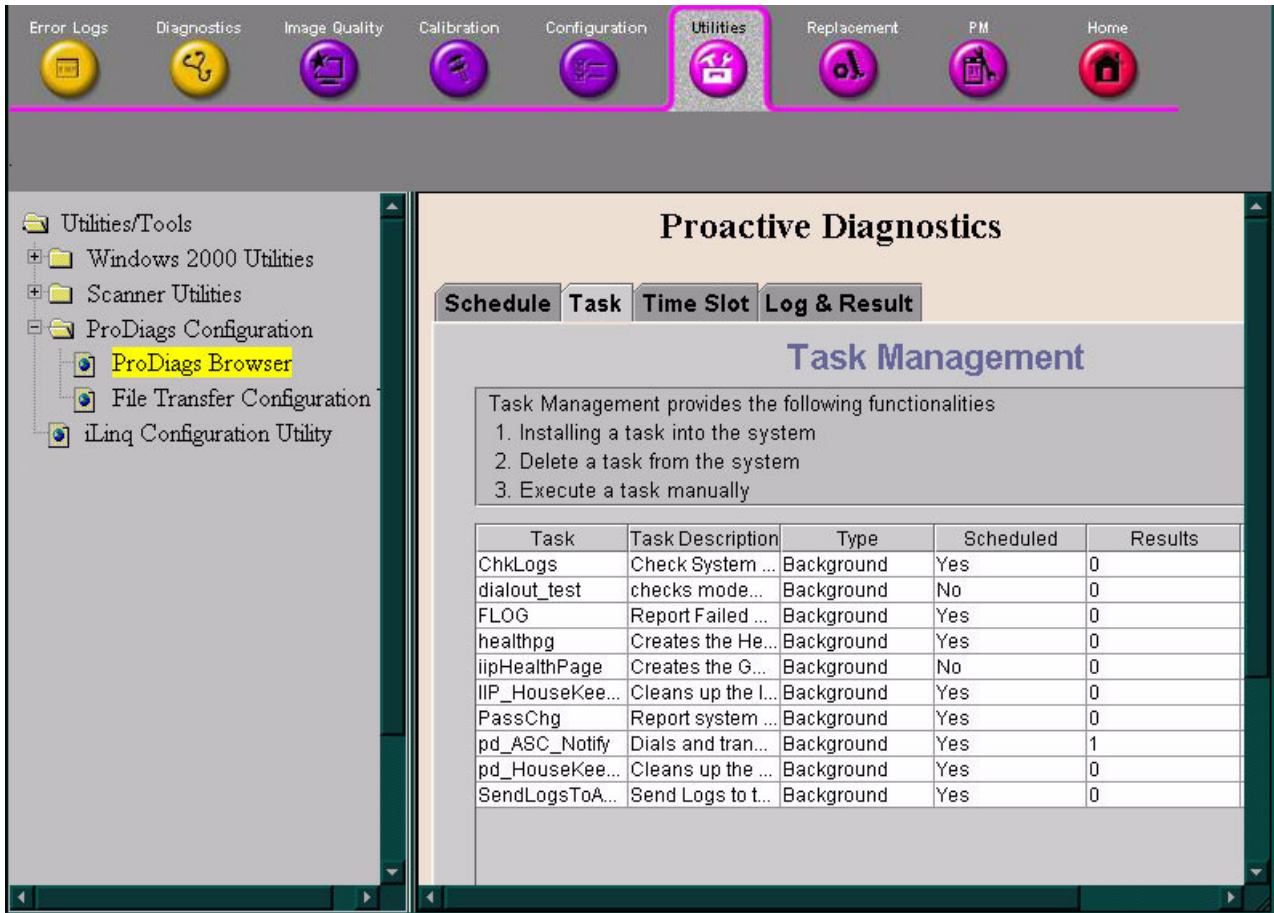 Error Logs Diagnostics Image Quality Calibration Configuration Utilities Replacement PM Home
Utilities/Tools
Windows 2000 Utilities
Scanner Utilities
ProDiags Configuration
ProDiags Browser
File Transfer Configuration
iLinq Configuration Utility
Proactive Diagnostics
Schedule Task Time Slot Log & Result
Task Management
Task Management provides the following functionalities
1. Installing a task into the system
2. Delete a task from the system
3. Execute a task manually
Task Task Description Type Scheduled Results
ChkLogs Check System ... Background Yes 0
dialout_test checks mode... Background No 0
FLOG Report Failed ... Background Yes 0
healthpg Creates the He... Background Yes 0
iipHealthPage Creates the G... Background No 0
IIP_HouseKee... Cleans up the I... Background Yes 0
PassChg Report system ... Background Yes 0
pd_ASC_Notify Dials and tran... Background Yes 1
pd_HouseKee... Cleans up the ... Background Yes 0
SendLogsToA... Send Logs to t... Background Yes 0